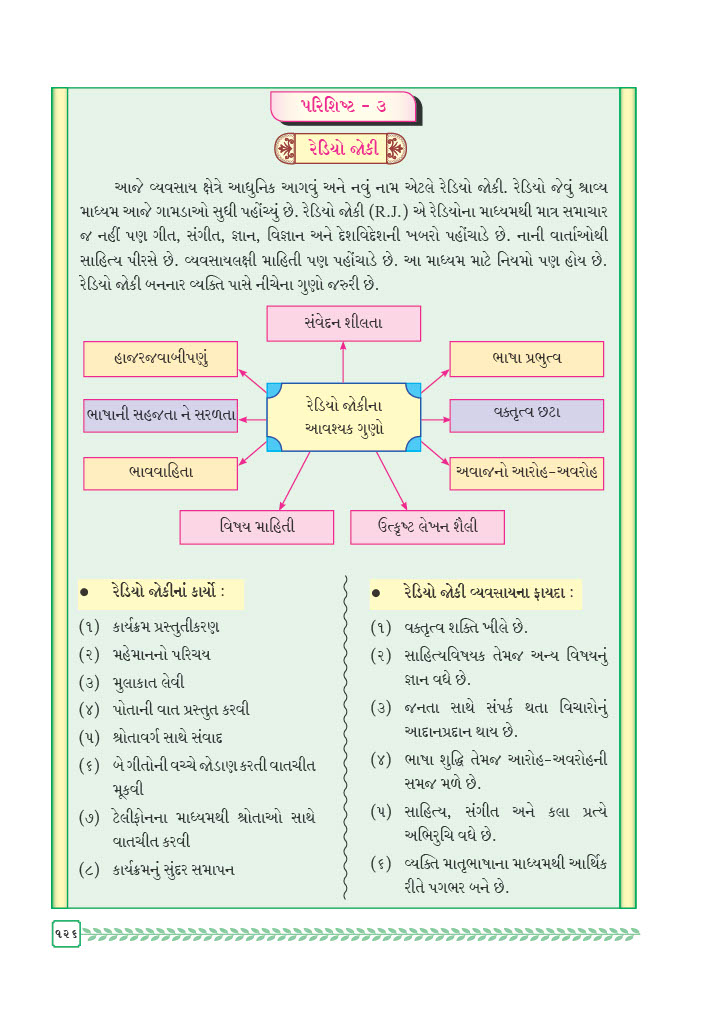 પરિશિષ્ટ - ૩
રેડિયો જોકી
આજે વ્યવસાય ક્ષેત્રે આધુનિક આગવું અને નવું નામ એટલે રેડિયો જોકી. રેડિયો જેવું શ્રાવ્ય
માધ્યમ આજે ગામડાઓ સુધી પહોંચ્યું છે. રેડિયો જોકી (R.J.) એ રેડિયોના માધ્યમથી માત્ર સમાચાર
જ નહીં પણ ગીત, સંગીત, જ્ઞાન, વિજ્ઞાન અને દેશવિદેશની ખબરો પહોંચાડે છે. નાની વાર્તાઓથી
સાહિત્ય પીરસે છે. વ્યવસાયલક્ષી માહિતી પણ પહોંચાડે છે. આ માધ્યમ માટે નિયમો પણ હોય છે.
રેડિયો જોકી બનનાર વ્યક્તિ પાસે નીચેના ગુણો જરુરી છે.
સંવેદન શીલતા
હાજરજવાબીપણું
ભાષા પ્રભુત્વ
ભાષાની સહજતા ને સરળતા
રેડિયો જોકીના
આવશ્યક ગુણો
વક્તૃત્વ છટા
ભાવવાહિતા
અવાજનો આરોહ-અવરોહ
વિષય માહિતી
ઉત્કૃષ્ટ લેખન શૈલી
● રેડિયો જોકીનાં કાર્યો :
(૧) કાર્યક્રમ પ્રસ્તુતીકરણ
(૨) મહેમાનનો પરિચય
(૩) મુલાકાત લેવી
(૪) પોતાની વાત પ્રસ્તુત કરવી
(૫) શ્રોતાવર્ગ સાથે સંવાદ
(૬) બે ગીતોની વચ્ચે જોડાણ કરતી વાતચીત
મૂકવી
(૭) ટેલીફોનના માધ્યમથી શ્રોતાઓ સાથે
વાતચીત કરવી
(૮) કાર્યક્રમનું સુંદર સમાપન
● રેડિયો જોકી વ્યવસાયના ફાયદા :
(૧) વક્તૃત્વ શક્તિ ખીલે છે.
(૨) સાહિત્યવિષયક તેમજ અન્ય વિષયનું
જ્ઞાન વધે છે.
(૩) જનતા સાથે સંપર્ક થતા વિચારોનું
આદાનપ્રદાન થાય છે.
(૪) ભાષા શુદ્ધિ તેમજ આરોહ-અવરોહની
સમજ મળે છે.
(૫) સાહિત્ય, સંગીત અને કલા પ્રત્યે
અભિરુચિ વધે છે.
(૬) વ્યક્તિ માતૃભાષાના માધ્યમથી આર્થિક
રીતે પગભર બને છે.
૧૨૬